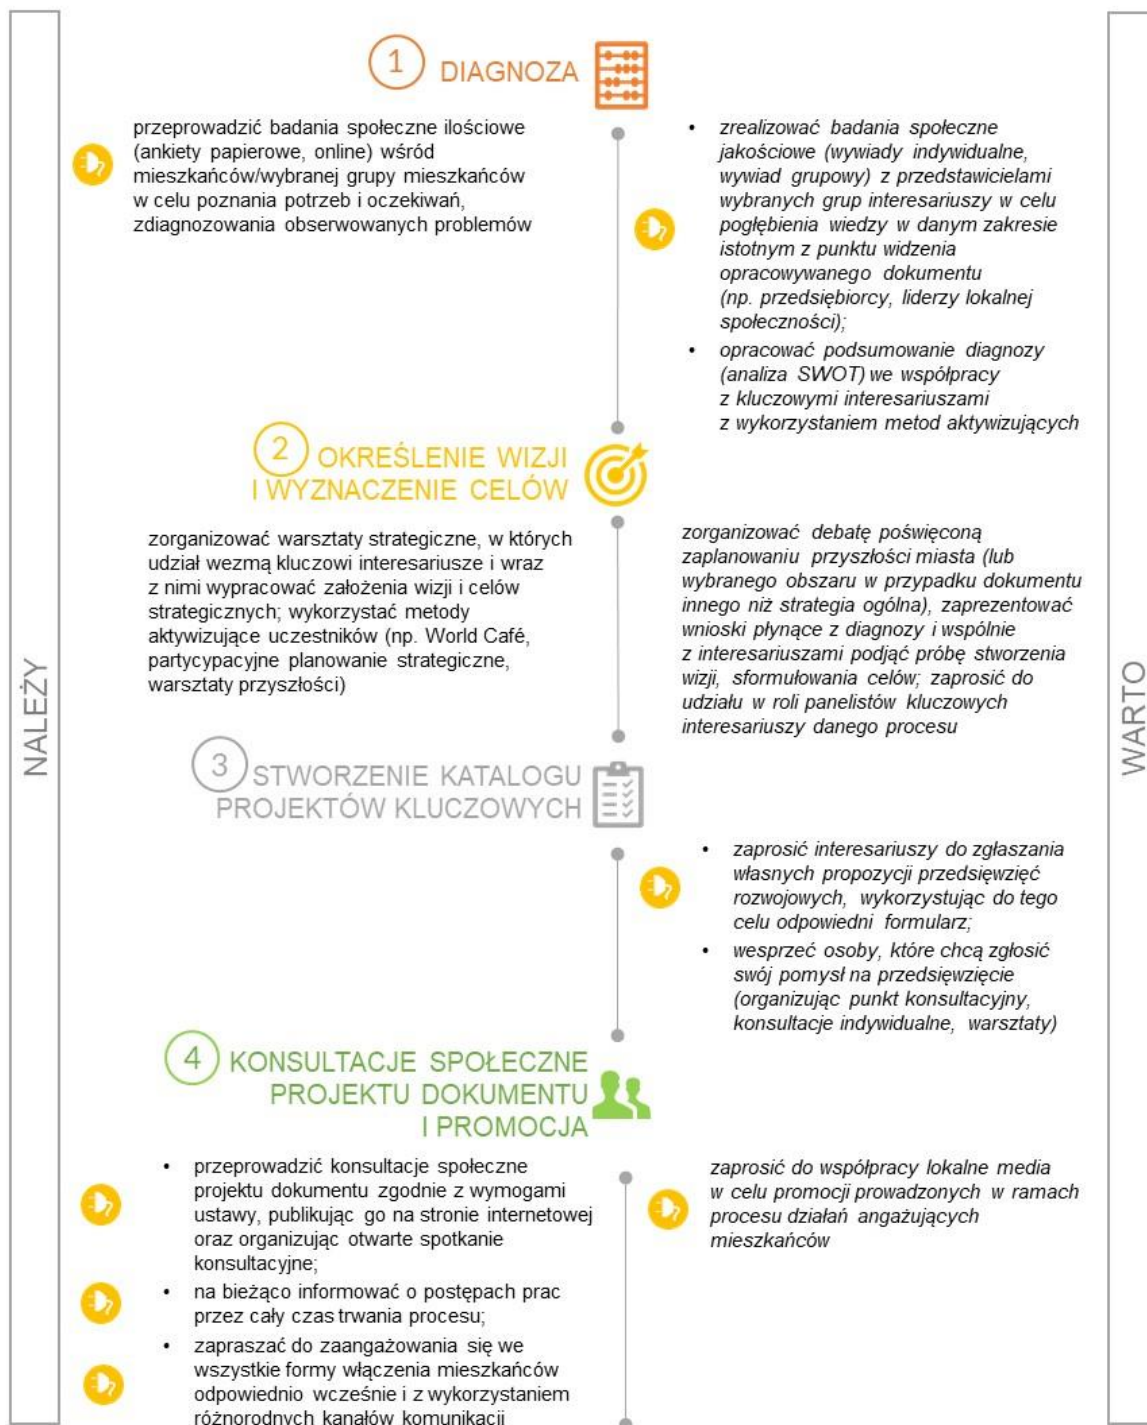 NALEŻY
WARTO
1 DIAGNOZA
przeprowadzić badania społeczne ilościowe
(ankiety papierowe, online) wśród
mieszkańców/wybranej grupy mieszkańców
w celu poznania potrzeb i oczekiwań,
zdiagnozowania obserwowanych problemów
• zrealizować badania społeczne
jakościowe (wywiady indywidualne,
wywiad grupowy) z przedstawicielami
wybranych grup interesariuszy w celu
pogłębienia wiedzy w danym zakresie
istotnym z punktu widzenia
opracowywanego dokumentu
(np. przedsiębiorcy, liderzy lokalnej
społeczności);
• opracować podsumowanie diagnozy
(analiza SWOT) we współpracy
z kluczowymi interesariuszami
z wykorzystaniem metod aktywizujących
2 OKREŚLENIE WIZJI
I WYZNACZENIE CELÓW
zorganizować warsztaty strategiczne, w których
udział wezmą kluczowi interesariusze i wraz
z nimi wypracować założenia wizji i celów
strategicznych; wykorzystać metody
aktywizujące uczestników (np. World Café,
partycypacyjne planowanie strategiczne,
warsztaty przyszłości)
zorganizować debatę poświęconą
zaplanowaniu przyszłości miasta (lub
wybranego obszaru w przypadku dokumentu
innego niż strategia ogólna), zaprezentować
wnioski płynące z diagnozy i wspólnie
z interesariuszami podjąć próbę stworzenia
wizji, sformułowania celów; zaprosić do
udziału w roli panelistów kluczowych
interesariuszy danego procesu
3 STWORZENIE KATALOGU
PROJEKTÓW KLUCZOWYCH
• zaprosić interesariuszy do zgłaszania
własnych propozycji przedsięwzięć
rozwojowych, wykorzystując do tego
celu odpowiedni formularz;
• wesprzeć osoby, które chcą zgłosić
swój pomysł na przedsięwzięcie
(organizując punkt konsultacyjny,
konsultacje indywidualne, warsztaty)
4 KONSULTACJE SPOŁECZNE
PROJEKTU DOKUMENTU
I PROMOCJA
• przeprowadzić konsultacje społeczne
projektu dokumentu zgodnie z wymogami
ustawy, publikując go na stronie internetowej
oraz organizując otwarte spotkanie
konsultacyjne;
• na bieżąco informować o postępach prac
przez cały czas trwania procesu;
• zapraszać do zaangażowania się we
wszystkie formy włączenia mieszkańców
odpowiednio wcześnie i z wykorzystaniem
różnorodnych kanałów komunikacji
zaprosić do współpracy lokalne media
w celu promocji prowadzonych w ramach
procesu działań angażujących
mieszkańców